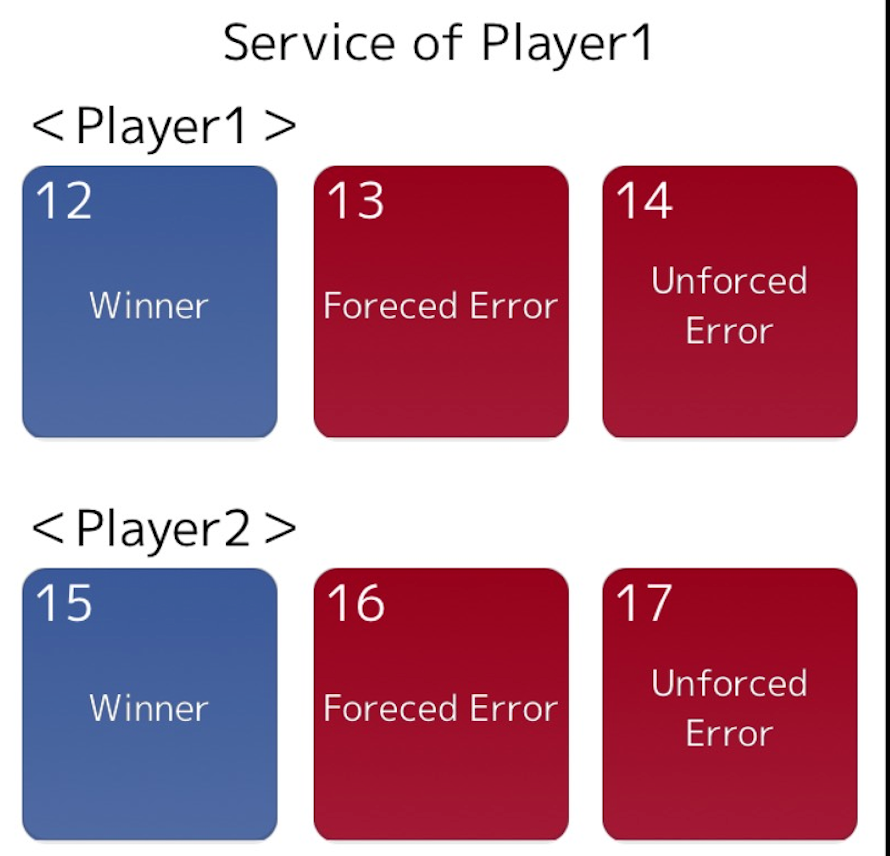 Service of Player1
<Player1>
12
Winner
13
Foreced Error
14
Unforced
Error
<Player2>
15
Winner
16
Foreced Error
17
Unforced
Error